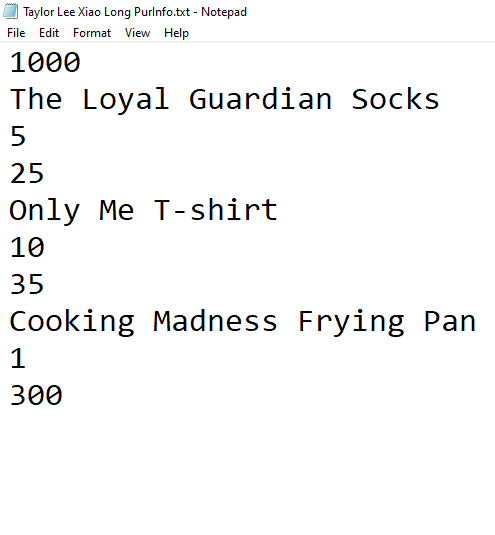 Taylor Lee Xiao Long PurInfo.txt - Notepad
File Edit Format View Help
1000
The Loyal Guardian Socks
5
25
Only Me T-shirt
10
35
Cooking Madness Frying Pan
1
300